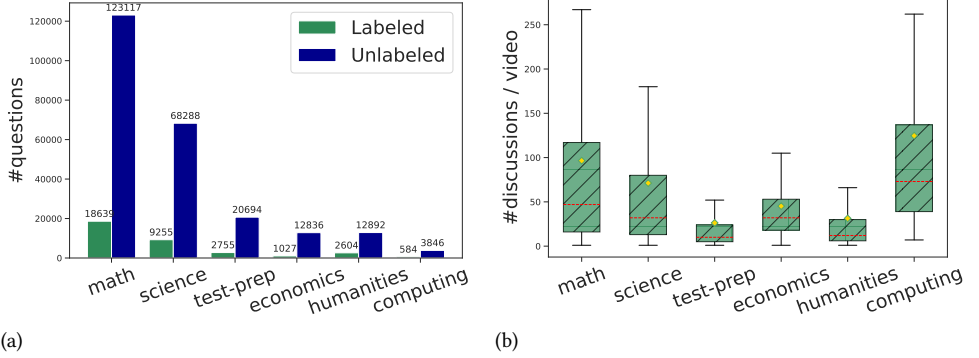 #questions
120000
100000
80000
60000
40000
20000
0
Labeled
Unlabeled
18639
123117
9255
68288
2755
20694
1027
12836
2604
12892
584
3846
math
science
test-prep
economics
humanities
computing
(a)
#discussions / video
250
200
150
100
50
0
math
science
test-prep
economics
humanities
computing
(b)